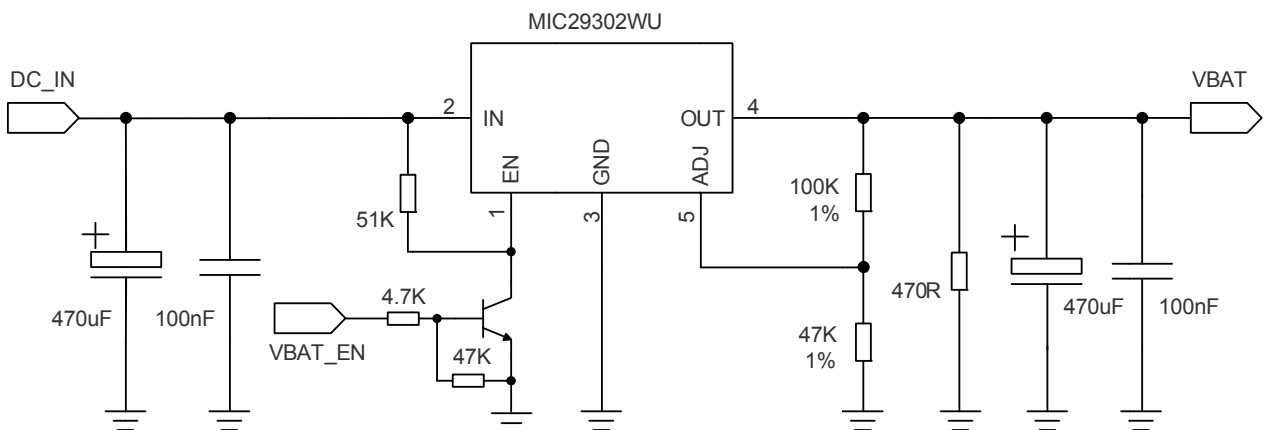 MIC29302WU
DC_IN
VBAT
2
IN
OUT
4
EN
GND
ADJ
1
3
5
51K
100K
1%
470uF
100nF
4.7K
VBAT_EN
47K
470R
47K
1%
470uF
100nF